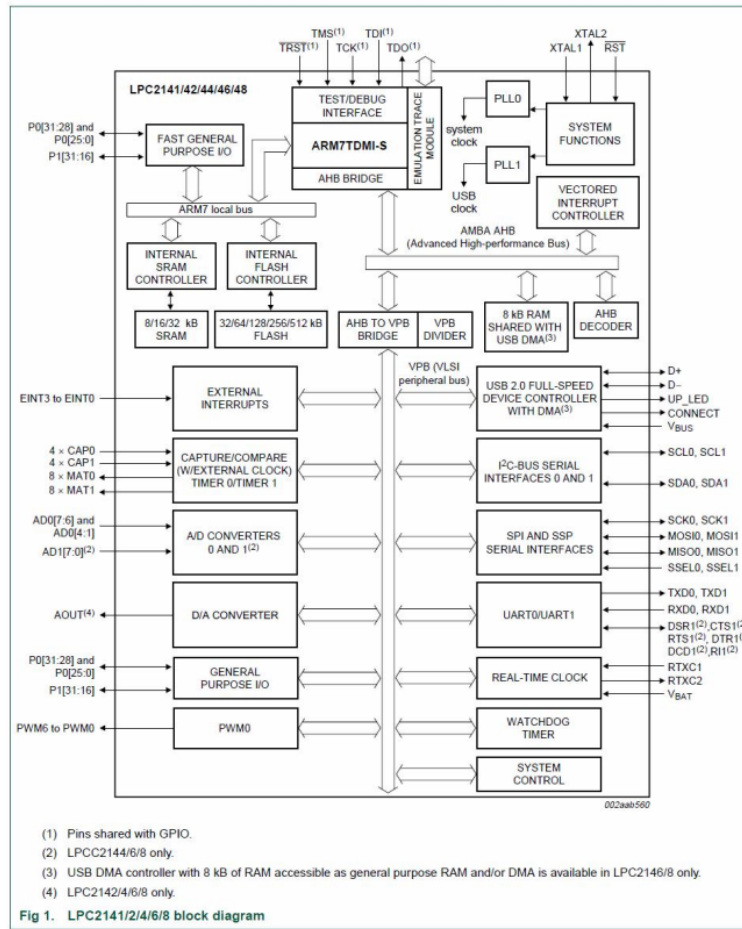 TMS(1)
TDI(1)
XTAL2
TRST(1)
TCK(1)
TDO(1)
XTAL1
RST
LPC2141/42/44/46/48
P0[31:28] and
P0[25:0]
P1[31:16]
FAST GENERAL
PURPOSE I/O
TEST/DEBUG
INTERFACE
ARM7TDMI-S
AHB BRIDGE
EMULATION TRACE
MODULE
PLL0
system
clock
PLL1
USB
clock
SYSTEM
FUNCTIONS
VECTORED
INTERRUPT
CONTROLLER
ARM7 local bus
AMBA AHB
(Advanced High-performance Bus)
INTERNAL
SRAM
CONTROLLER
INTERNAL
FLASH
CONTROLLER
8/16/32 kB
SRAM
32/64/128/256/512 kB
FLASH
AHB TO VPB
BRIDGE
VPB
DIVIDER
8 kB RAM
SHARED WITH
USB DMA(3)
AHB
DECODER
VPB (VLSI
peripheral bus)
EINT3 to EINT0
EXTERNAL
INTERRUPTS
USB 2.0 FULL-SPEED
DEVICE CONTROLLER
WITH DMA(3)
D+
D−
UP_LED
CONNECT
VBUS
4 × CAP0
4 × CAP1
8 × MAT0
8 × MAT1
CAPTURE/COMPARE
(W/EXTERNAL CLOCK)
TIMER 0/TIMER 1
I2C-BUS SERIAL
INTERFACES 0 AND 1
SCL0, SCL1
SDA0, SDA1
AD0[7:6] and
AD0[4:1]
AD1[7:0](2)
A/D CONVERTERS
0 AND 1(2)
SPI AND SSP
SERIAL INTERFACES
SCK0, SCK1
MOSI0, MOSI1
MISO0, MISO1
SSEL0, SSEL1
AOUT(4)
D/A CONVERTER
UART0/UART1
TXD0, TXD1
RXD0, RXD1
DSR1(2),CTS1(2
RTS1(2), DTR1(
DCD1(2),RI1(2)
P0[31:28] and
P0[25:0]
P1[31:16]
GENERAL
PURPOSE I/O
REAL-TIME CLOCK
RTXC1
RTXC2
VBAT
PWM6 to PWM0
PWM0
WATCHDOG
TIMER
SYSTEM
CONTROL
002aab560
(1) Pins shared with GPIO.
(2) LPCC2144/6/8 only.
(3) USB DMA controller with 8 kB of RAM accessible as general purpose RAM and/or DMA is available in LPC2146/8 only.
(4) LPC2142/4/6/8 only.
Fig 1. LPC2141/2/4/6/8 block diagram